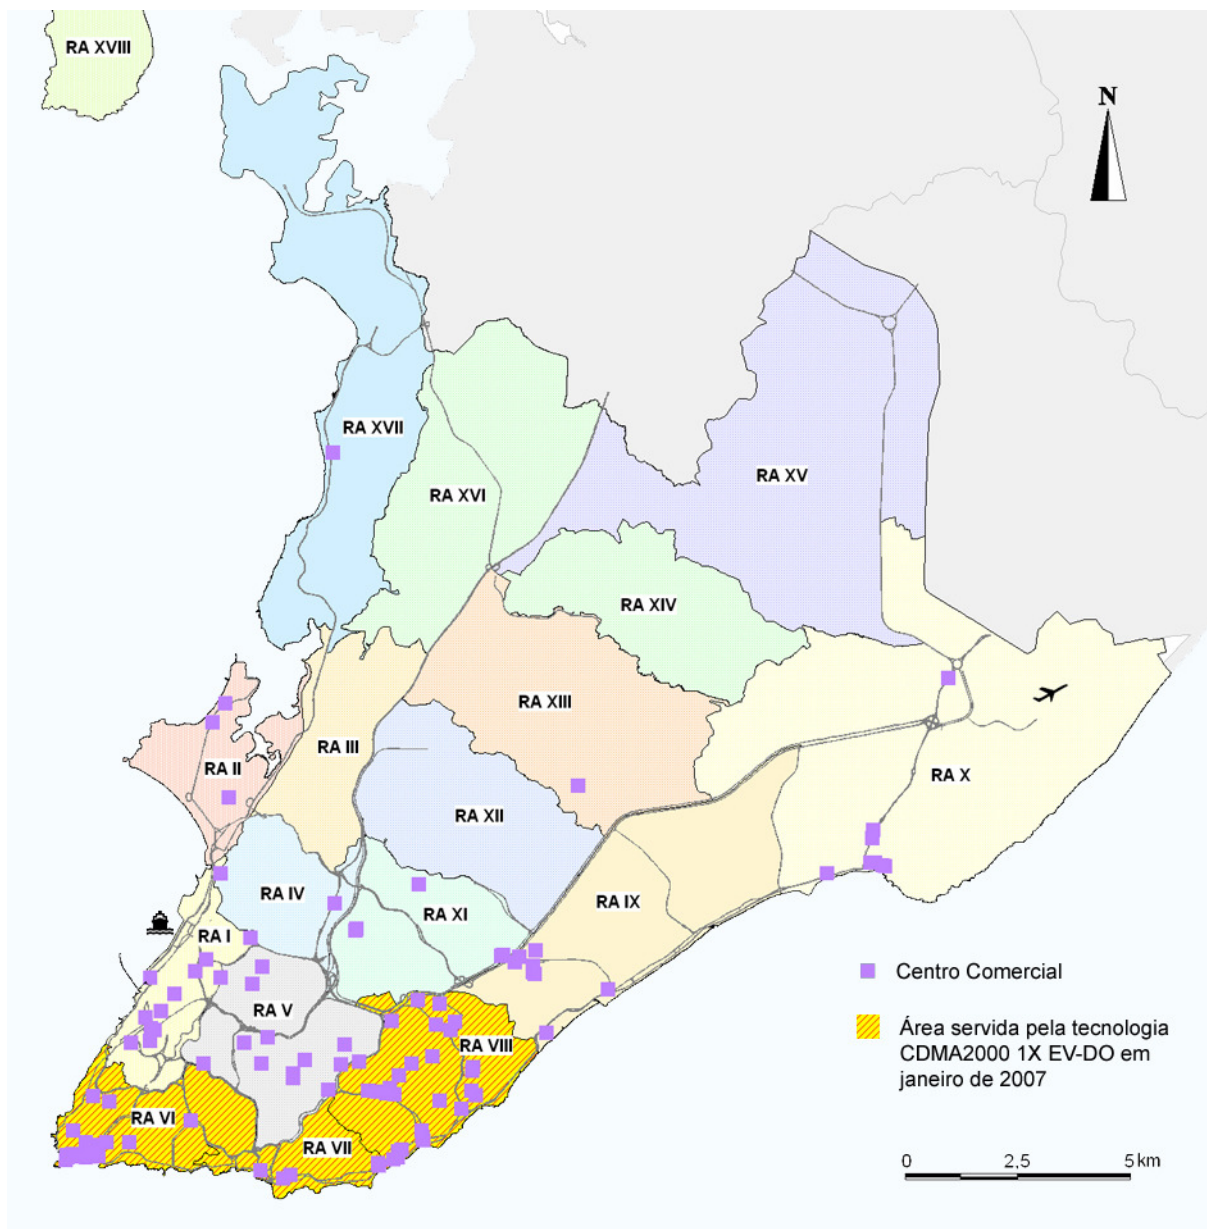 RA XVIII
N
RA XVII
RA XVI
RA XV
RA XIV
RA XIII
RA III
RA II
RA X
RA XII
RA IV
RA XI
RA IX
RA I
RA V
RA VIII
RA VI
RA VII
Centro Comercial
Área servida pela tecnologia
CDMA2000 1X EV-DO em
janeiro de 2007
0 2.5 5 km